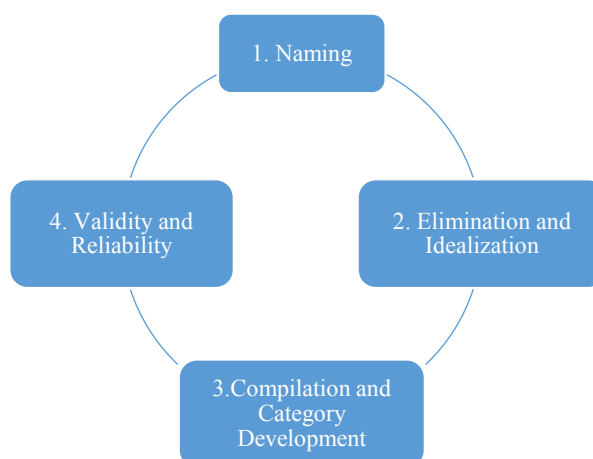 1. Naming
2. Elimination and
Idealization
3.Compilation and
Category
Development
4. Validity and
Reliability